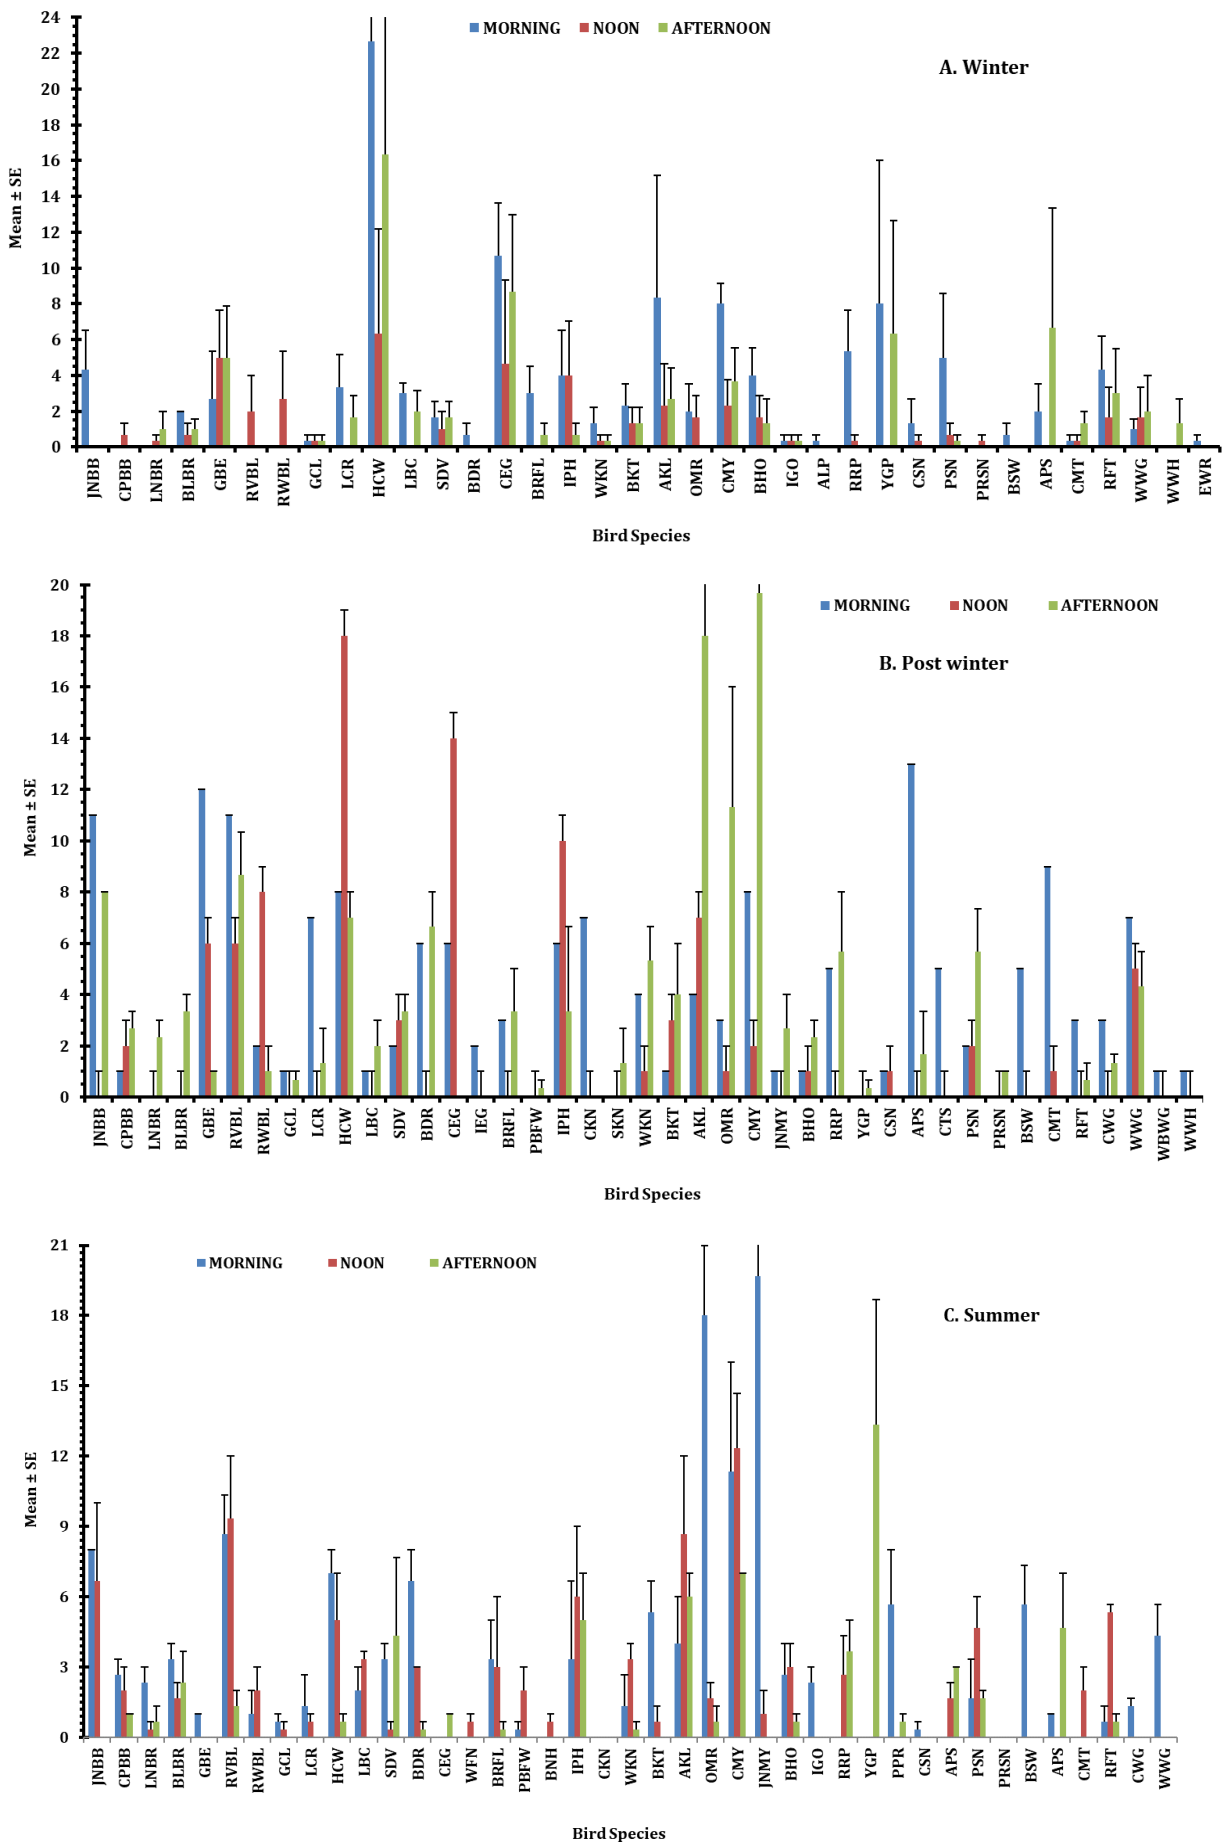 MORNING NOON AFTERNOON
A. Winter
Mean ± SE
24
22
20
18
16
14
12
10
8
6
4
2
0
JNBB CPBB LNBR BLBR GBE RVBL RWBL GCL LCR HCW LBC SDV BDR CEG BRFL IPH WKN BKT AKL OMR CMY BHO IGO ALP RRP YGP CSN PSN PRSN BSW APS CMT RFT WWG WWH EWR
Bird Species
MORNING NOON AFTERNOON
B. Post winter
Mean ± SE
20
18
16
14
12
10
8
6
4
2
0
JNBB CPBB LNBR BLBR GBE RVBL RWBL GCL LCR HCW LBC SDV BDR CEG IEG BRFL PBFW IPH CKN SKN WKN BKT AKL OMR CMY JNMY BHO RRP YGP CSN APS CTS PSN PRSN BSW CMT RFT CWG WWG WBWG WWH
Bird Species
MORNING NOON AFTERNOON
C. Summer
Mean ± SE
21
18
15
12
9
6
3
0
JNBB CPBB LNBR BLBR GBE RVBL RWBL GCL LCR HCW LBC SDV BDR CEG WFN BRFL PBFW BNH IPH CKN WKN BKT AKL OMR CMY JNMY BHO IGO RRP YGP PPR CSN APS PSN PRSN BSW APS CMT RFT CWG WWG
Bird Species